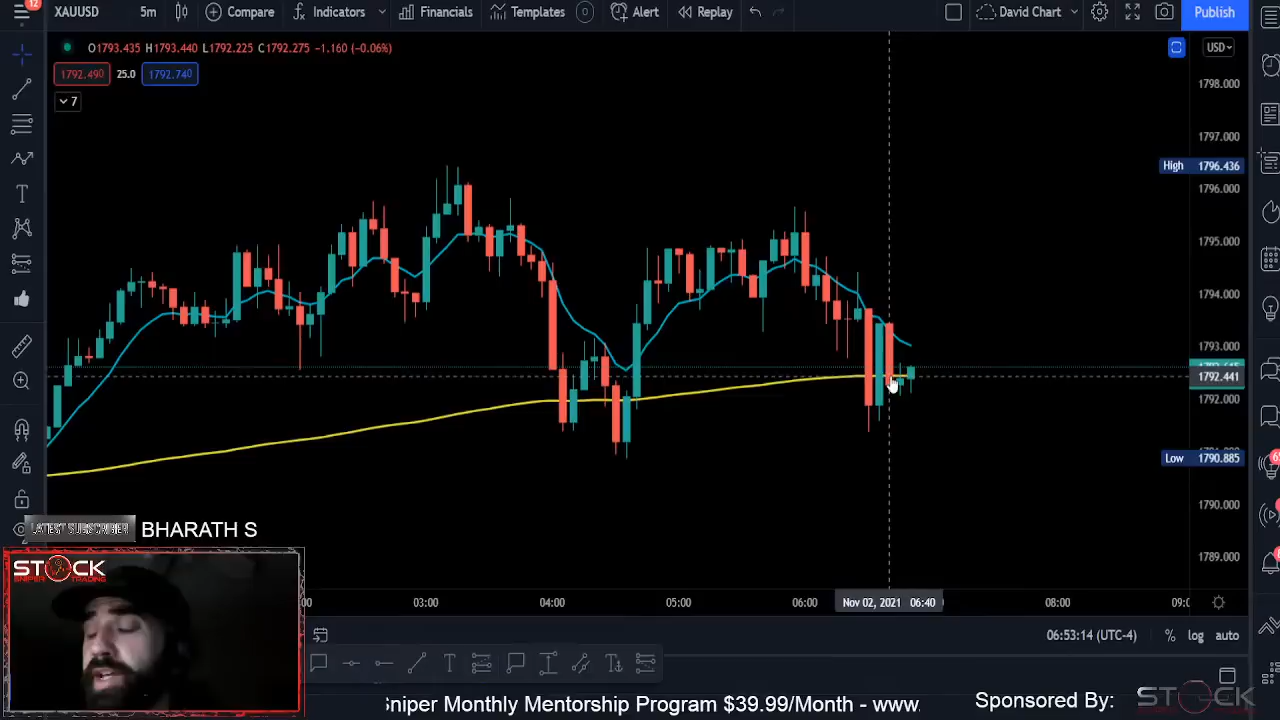 12
XAUUSD 5m Compare Indicators Financials Templates Alert Replay David Chart Publish
O1793.435 H1793.440 L1792.225 C1792.275 −1.160 (−0.06%)
USD
1792.490 25.0 1792.740
7
1798.000
1797.000
High 1796.436
1796.000
1795.000
1794.000
1793.000
1792.441
1792.000
Low 1790.885
1790.000
1789.000
LATEST SUBSCRIBER BHARATH S
STOCK
SNIPER TRADING
03:00 04:00 05:00 06:00 Nov 02, 2021 06:40 08:00
06:53:14 (UTC-4) % log auto
Sniper Monthly Mentorship Program $39.99/Month - www.
Sponsored By: STOCK